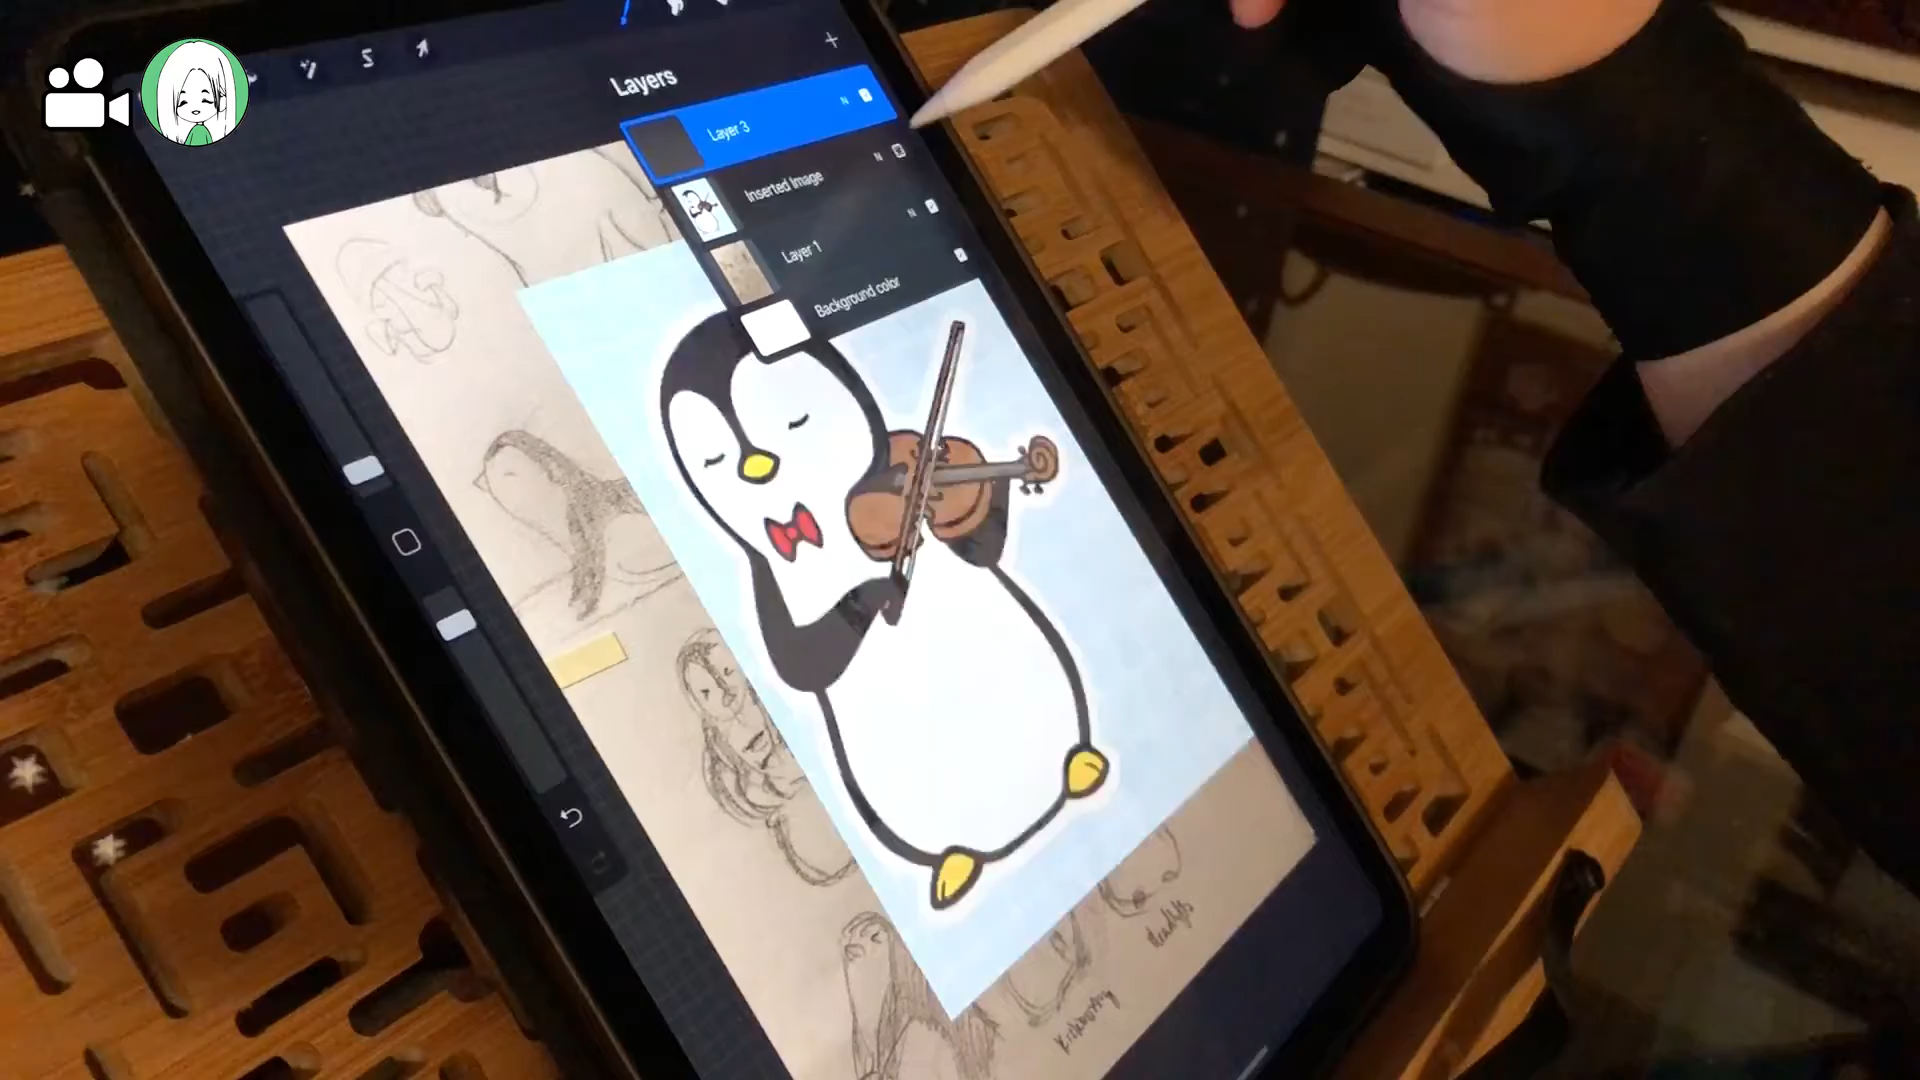 Layers
Layer 3
N
Inserted Image
N
Layer 1
N
Background color